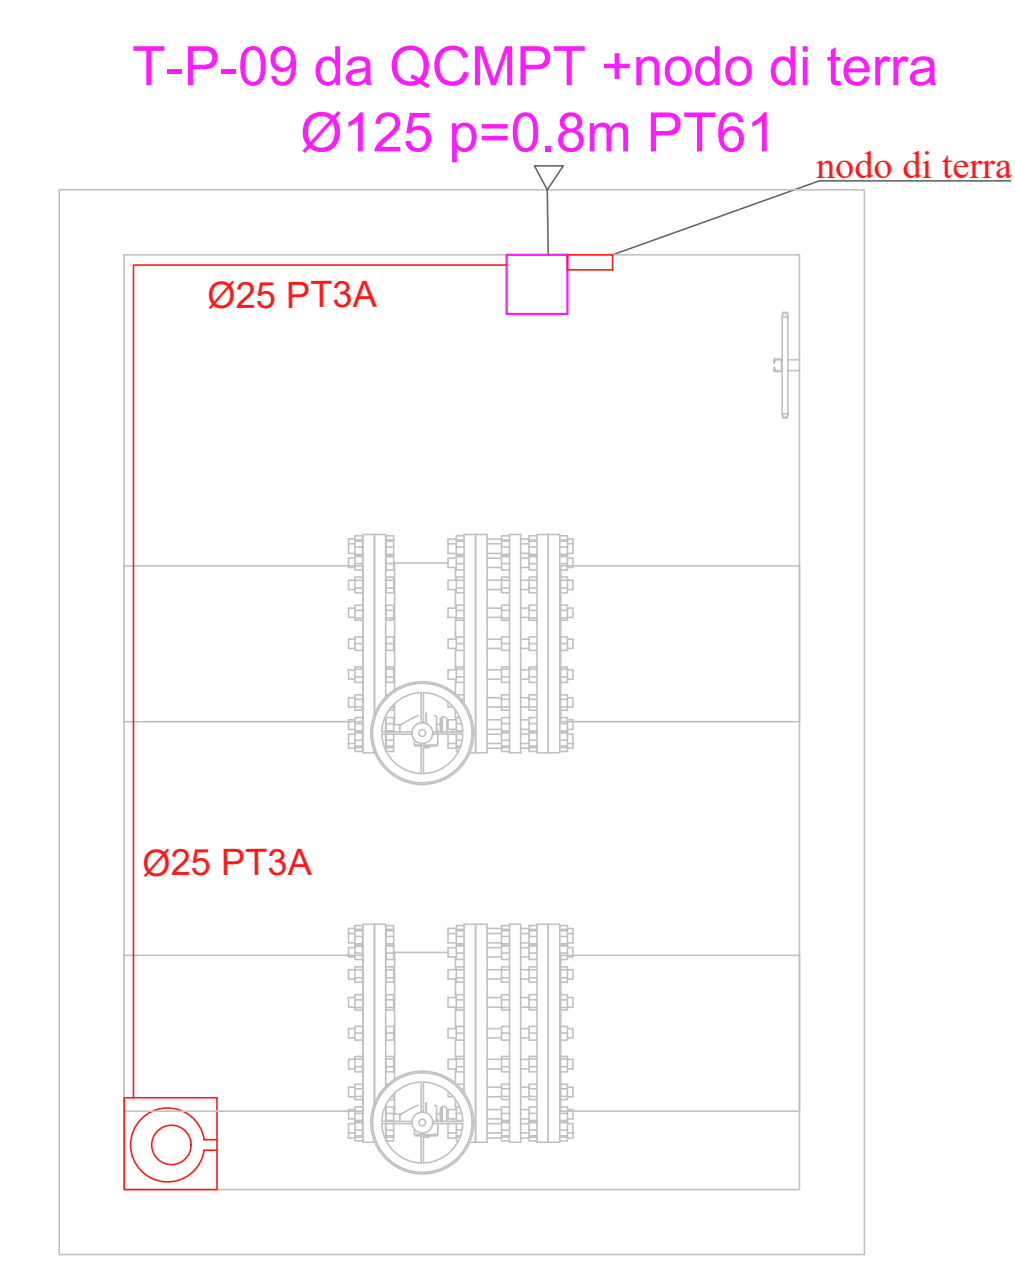 T-P-09 da QCMPT +nodo di terra
Ø125 p=0.8m PT61
nodo di terra
Ø25 PT3A
Ø25 PT3A